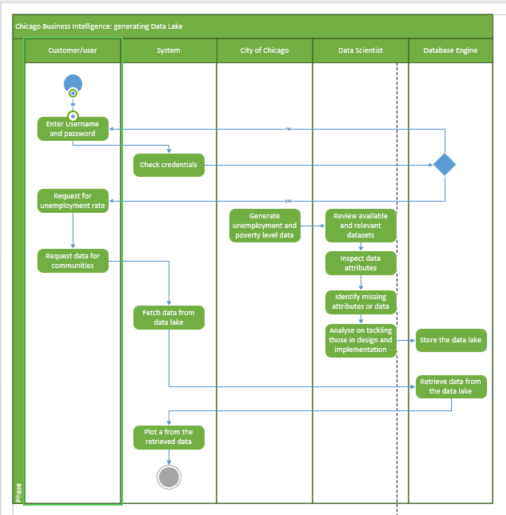 Chicago Business Intelligence: generating Data Lake
Customer/user
System
City of Chicago
Data Scientist
Database Engine
Enter Username
and password
no
Check credentials
yes
Request for
unemployment rate
Generate
unemployment and
poverty level data
Review available
and relevant
datasets
Request data for
communities
Inspect data
attributes
Identify missing
attributes or data
Fetch data from
data lake
Analyse on tackling
those in design and
implementation
Store the data lake
Retrieve data from
the data lake
Plot a from the
retrieved data
Phase